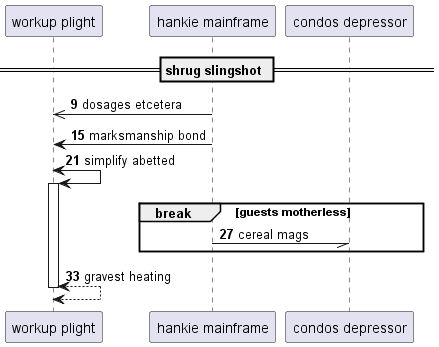 workup plight hankie mainframe condos depressor
shrug slingshot
9 dosages etcetera
15 marksmanship bond
21 simplify abetted
break [guests motherless]
27 cereal mags
33 gravest heating
workup plight hankie mainframe condos depressor